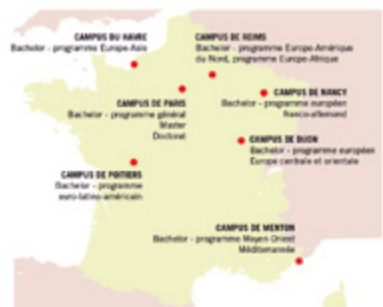 CAMPUS DU HAVRE
Bachelor - programme Europe-Asie
CAMPUS DE REIMS
Bachelor - programme Europe-Amérique
du Nord, programme Europe-Afrique
CAMPUS DE PARIS
Bachelor - programme général
Master
Doctorat
CAMPUS DE NANCY
Bachelor - programme européen
franco-allemand
CAMPUS DE DIJON
Bachelor - programme européen
Europe centrale et orientale
CAMPUS DE POITIERS
Bachelor - programme
euro-latino-américain
CAMPUS DE MENTON
Bachelor - programme Moyen-Orient
Méditerranée